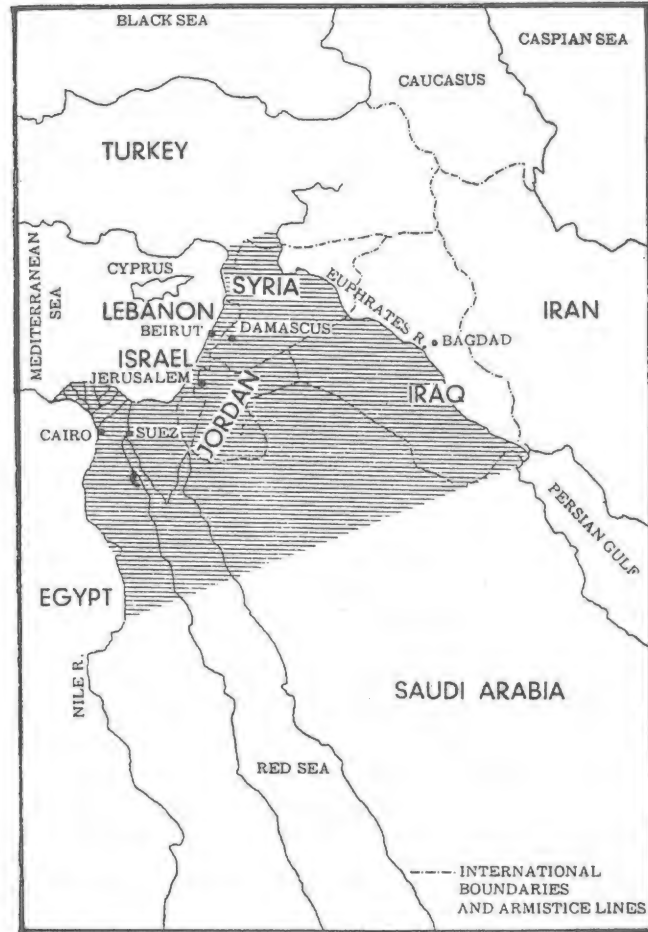 BLACK SEA
CASPIAN SEA
CAUCASUS
TURKEY
MEDITERRANEAN
SEA
CYPRUS
SYRIA
EUPHRATES R.
IRAN
LEBANON
BEIRUT
DAMASCUS
BAGDAD
ISRAEL
JERUSALEM
JORDAN
IRAQ
CAIRO
SUEZ
PERSIAN GULF
EGYPT
NILE R.
SAUDI ARABIA
RED SEA
INTERNATIONAL
BOUNDARIES
AND ARMISTICE LINES